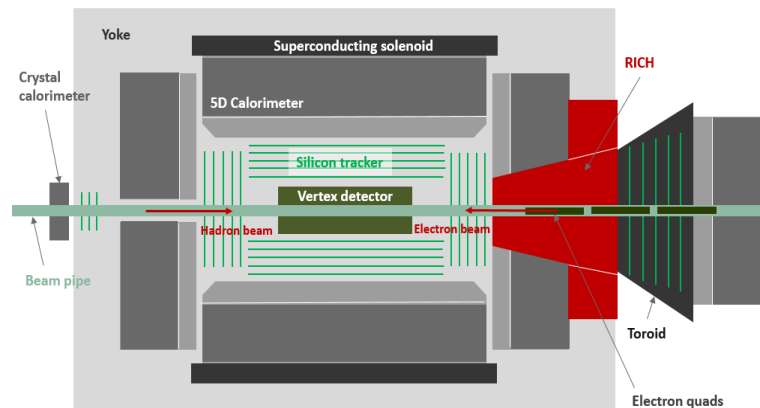 Yoke
Superconducting solenoid
RICH
Crystal
calorimeter
5D Calorimeter
Silicon tracker
Vertex detector
Hadron beam
Electron beam
Beam pipe
Toroid
Electron quads